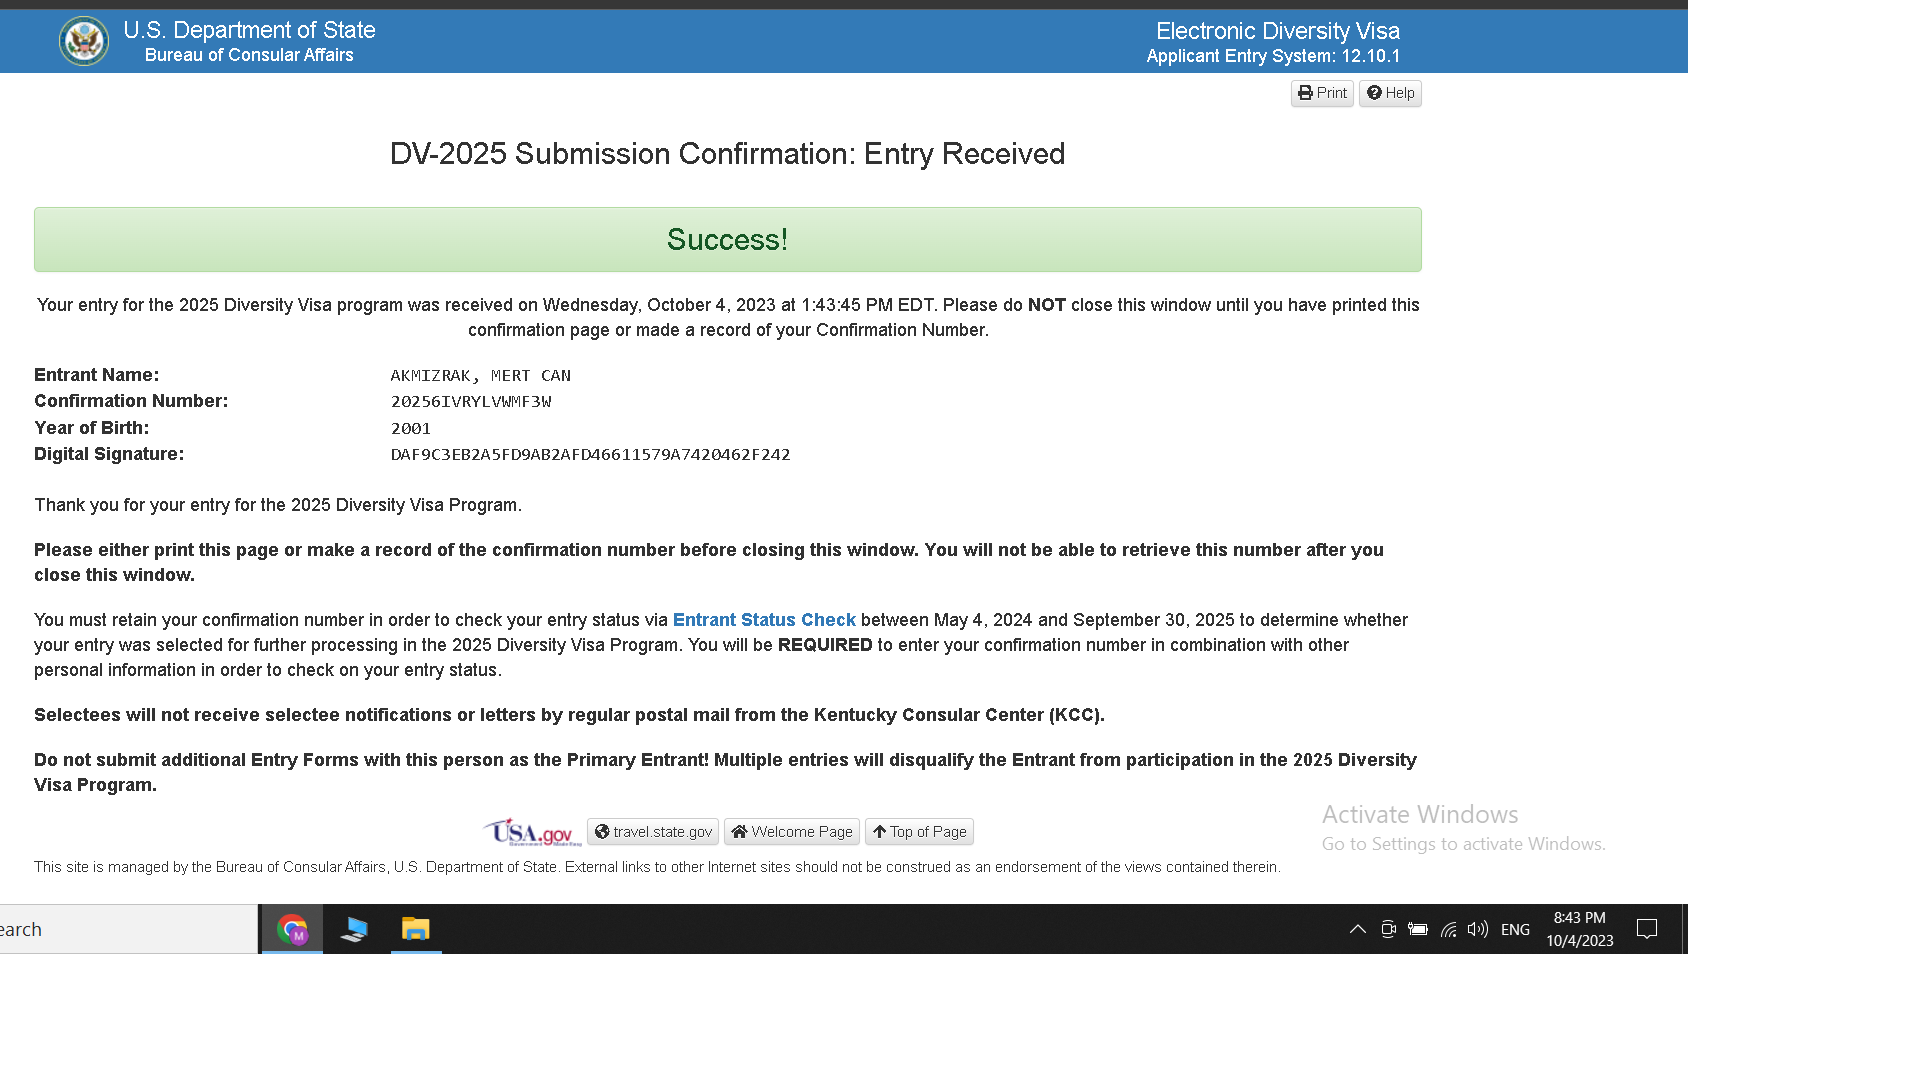 U.S. Department of State
Bureau of Consular Affairs
Electronic Diversity Visa
Applicant Entry System: 12.10.1
Print Help
DV-2025 Submission Confirmation: Entry Received
Success!
Your entry for the 2025 Diversity Visa program was received on Wednesday, October 4, 2023 at 1:43:45 PM EDT. Please do NOT close this window until you have printed this
confirmation page or made a record of your Confirmation Number.
Entrant Name: AKMIZRAK, MERT CAN
Confirmation Number: 20256IVRYLVWMF3W
Year of Birth: 2001
Digital Signature: DAF9C3EB2A5FD9AB2AFD46611579A7420462F242
Thank you for your entry for the 2025 Diversity Visa Program.
Please either print this page or make a record of the confirmation number before closing this window. You will not be able to retrieve this number after you
close this window.
You must retain your confirmation number in order to check your entry status via Entrant Status Check between May 4, 2024 and September 30, 2025 to determine whether
your entry was selected for further processing in the 2025 Diversity Visa Program. You will be REQUIRED to enter your confirmation number in combination with other
personal information in order to check on your entry status.
Selectees will not receive selectee notifications or letters by regular postal mail from the Kentucky Consular Center (KCC).
Do not submit additional Entry Forms with this person as the Primary Entrant! Multiple entries will disqualify the Entrant from participation in the 2025 Diversity
Visa Program.
USA.gov travel.state.gov Welcome Page Top of Page
Activate Windows
Go to Settings to activate Windows.
This site is managed by the Bureau of Consular Affairs, U.S. Department of State. External links to other Internet sites should not be construed as an endorsement of the views contained therein.
earch
M
ENG
8:43 PM
10/4/2023